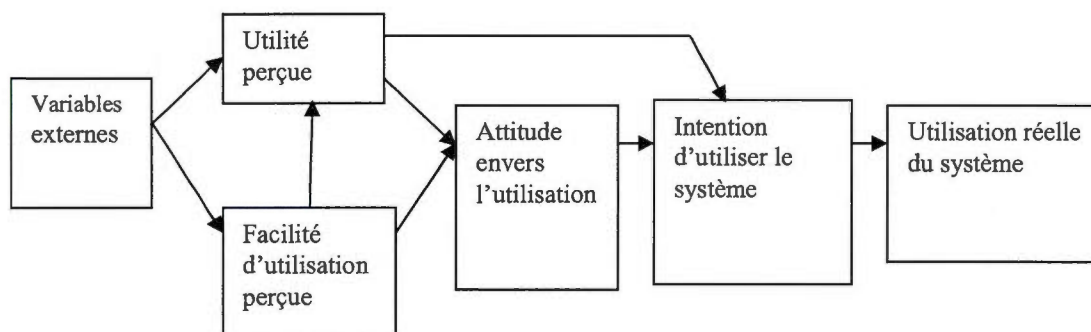 Variables
externes
Utilité
perçue
Facilité
d’utilisation
perçue
Attitude
envers
l’utilisation
Intention
d’utiliser le
système
Utilisation réelle
du système